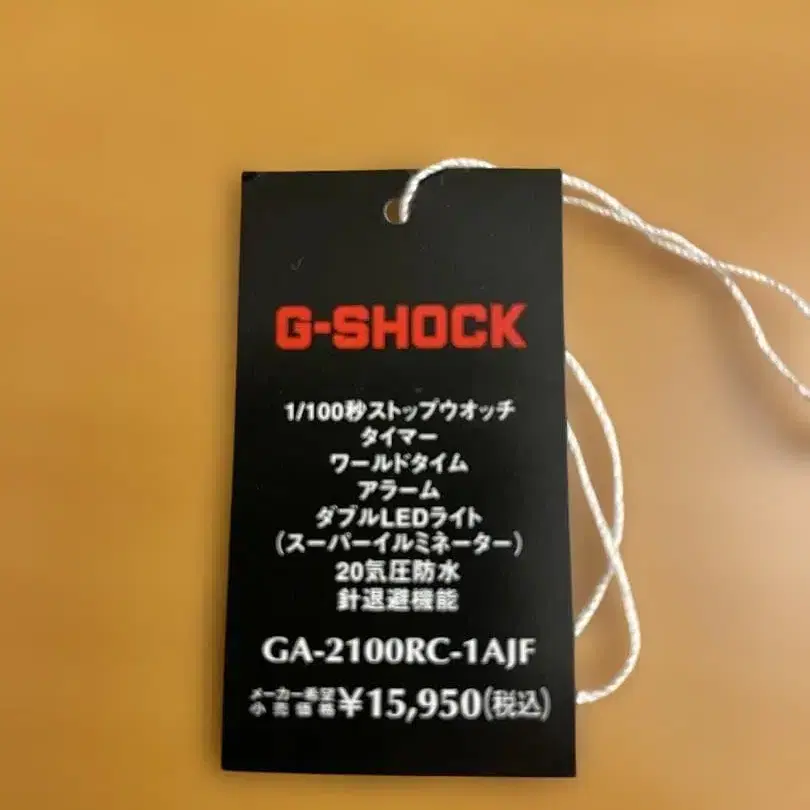 G-SHOCK
1/100秒ストップウオッチ
タイマー
ワールドタイム
アラーム
ダブルLEDライト
(スーパーイルミネーター)
20気圧防水
針退避機能
GA-2100RC-1AJF
メーカー希望小売価格¥15,950(税込)